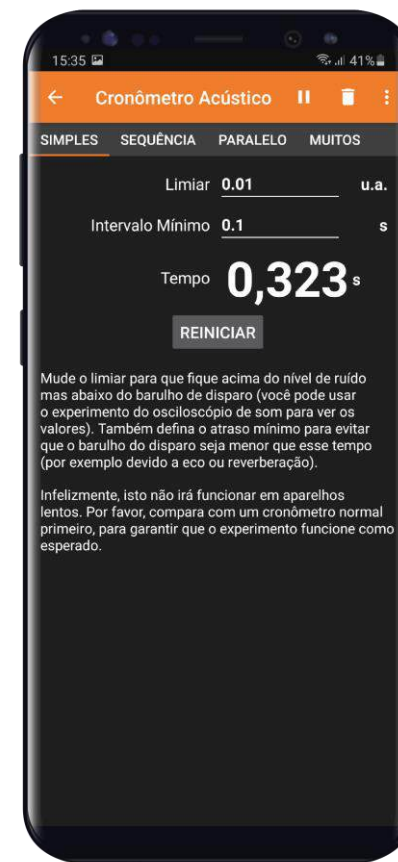 15:35 41%
Cronômetro Acústico
SIMPLES SEQUÊNCIA PARALELO MUITOS
Limiar 0.01 u.a.
Intervalo Mínimo 0.1 s
Tempo 0,323 s
REINICIAR
Mude o limiar para que fique acima do nível de ruído
mas abaixo do barulho de disparo (você pode usar
o experimento do osciloscópio de som para ver os
valores). Também defina o atraso mínimo para evitar
que o barulho do disparo seja menor que esse tempo
(por exemplo devido a eco ou reverberação).
Infelizmente, isto não irá funcionar em aparelhos
lentos. Por favor, compara com um cronômetro normal
primeiro, para garantir que o experimento funcione como
esperado.